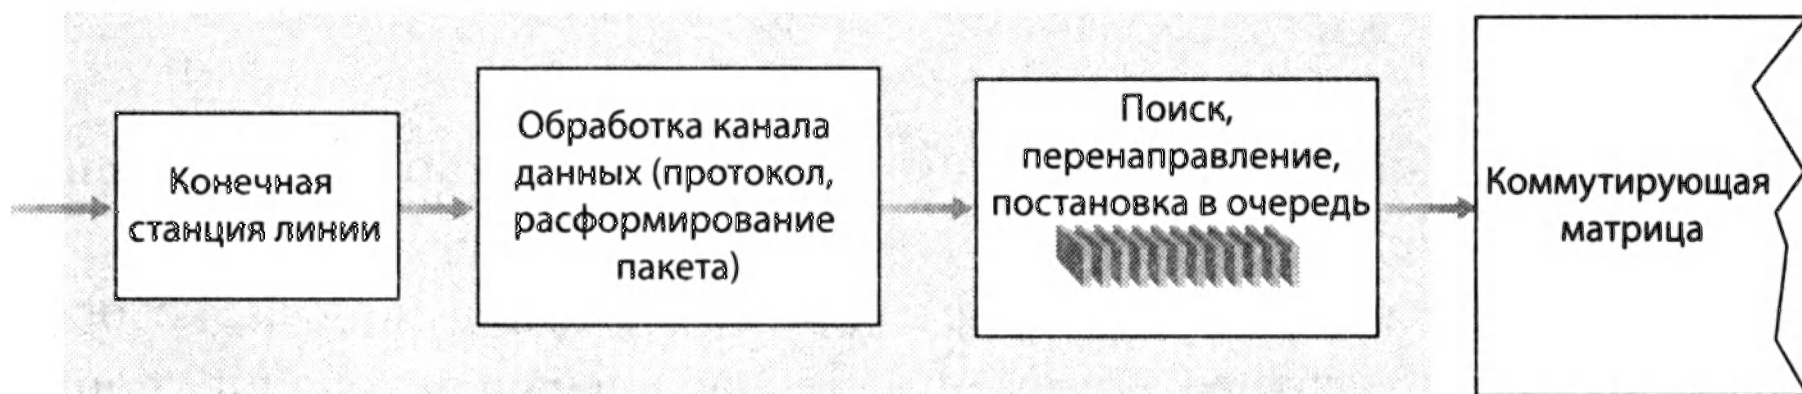 Конечная
станция линии
Обработка канала
данных (протокол,
расформирование
пакета)
Поиск,
перенаправление,
постановка в очередь
Коммутирующая
матрица